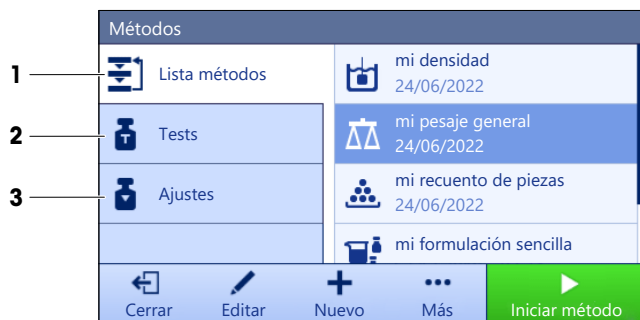 Métodos
1
Lista métodos
2
Tests
3
Ajustes
mi densidad
24/06/2022
mi pesaje general
24/06/2022
mi recuento de piezas
24/06/2022
mi formulación sencilla
Cerrar
Editar
Nuevo
Más
Iniciar método